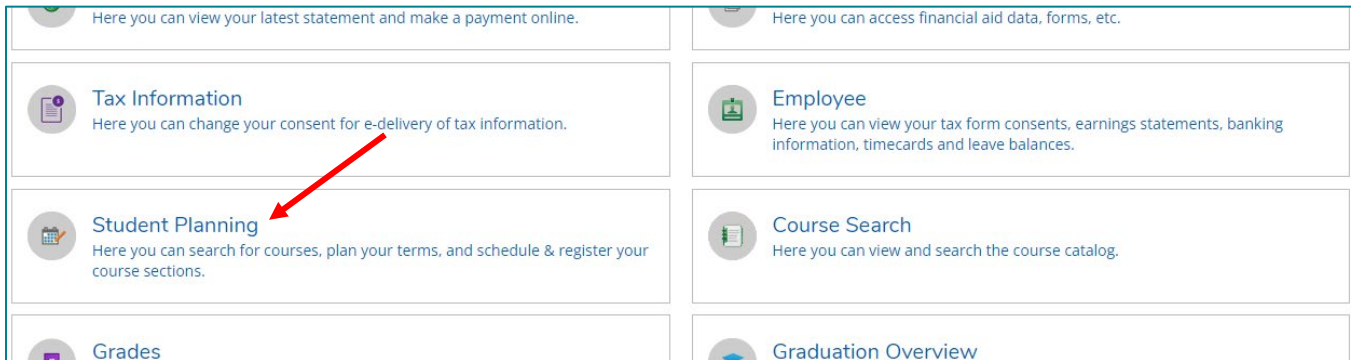 Here you can view your latest statement and make a payment online.
Here you can access financial aid data, forms, etc.
Tax Information
Here you can change your consent for e-delivery of tax information.
Employee
Here you can view your tax form consents, earnings statements, banking
information, timecards and leave balances.
Student Planning
Here you can search for courses, plan your terms, and schedule & register your
course sections.
Course Search
Here you can view and search the course catalog.
Grades
Graduation Overview